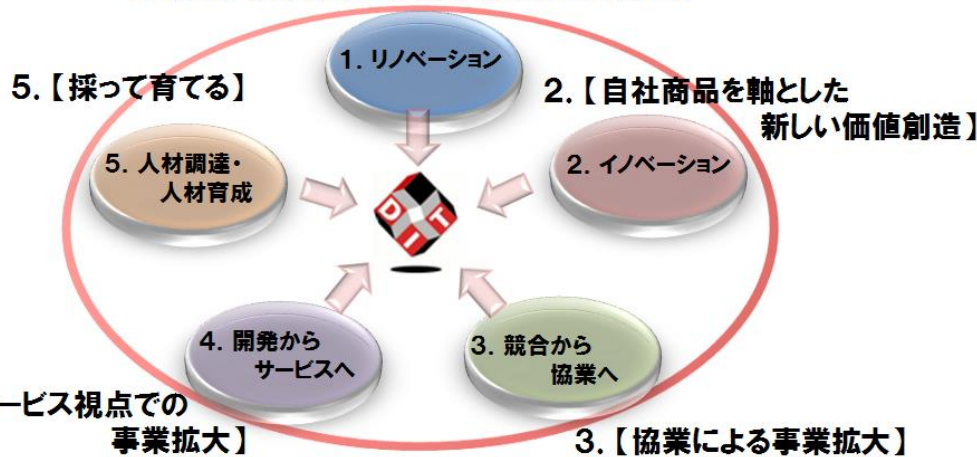 1. リノベーション
5.【採って育てる】
2.【自社商品を軸とした
新しい価値創造】
5. 人材調達・
人材育成
2. イノベーション
DIT
4. 開発から
サービスへ
3. 競合から
協業へ
ービス視点での
事業拡大】
3.【協業による事業拡大】